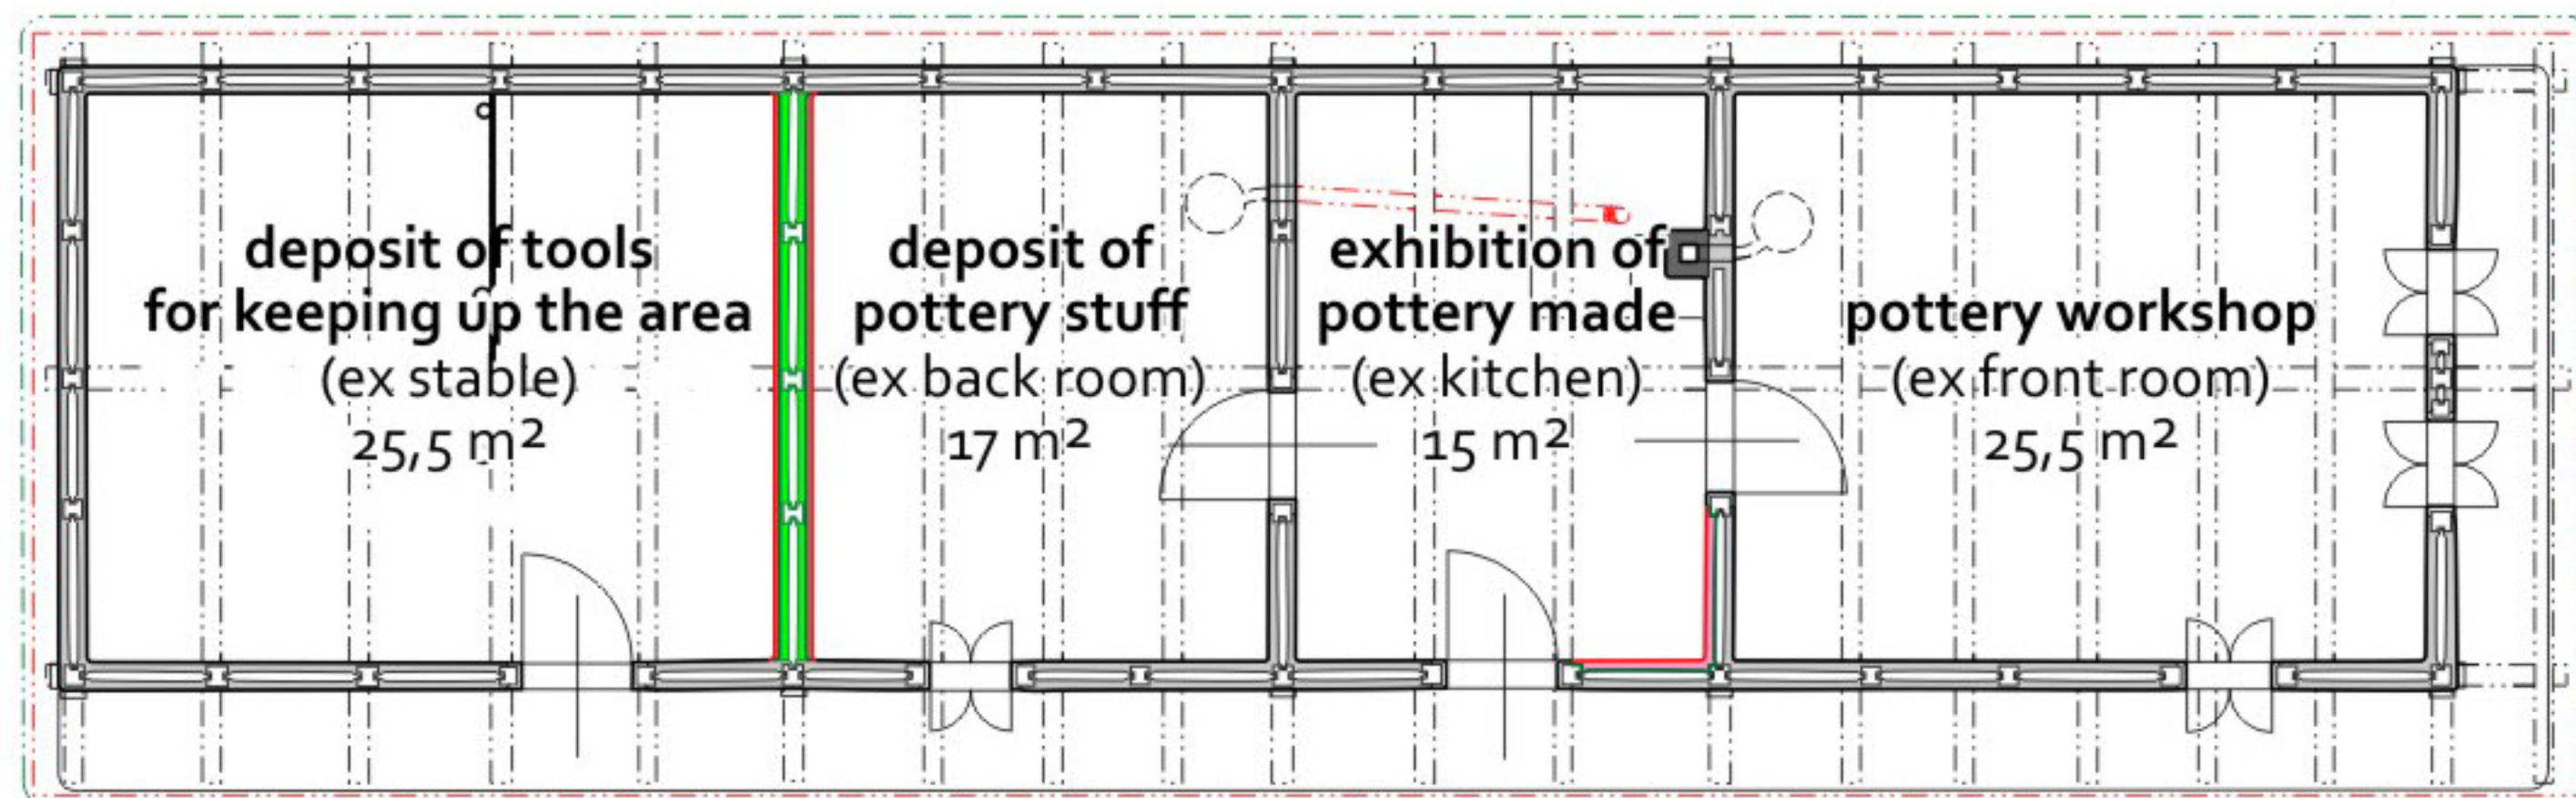 deposit of tools
for keeping up the area
(ex stable)
25,5 m²
deposit of
pottery stuff
(ex back room)
17 m²
exhibition of
pottery made
(ex kitchen)
15 m²
pottery workshop
(ex front room)
25,5 m²